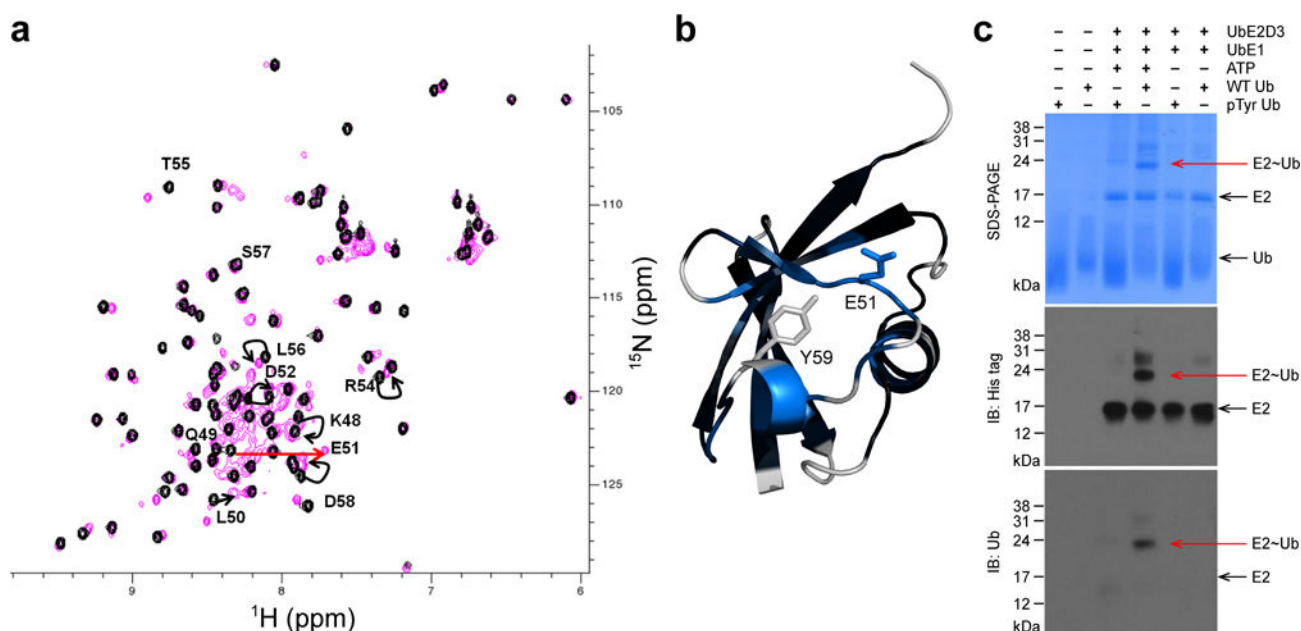 a
T55
S57
L56
D52
R54
K48
Q49
E51
D58
L50
105
110
115
120
125
9
8
7
6
¹⁵N (ppm)
¹H (ppm)
b
E51
Y59
c
– – + + + + UbE2D3
– – + + + + UbE1
– – + + – – ATP
– + – + – + WT Ub
+ – + – + – pTyr Ub
SDS-PAGE
38
31
24
17
12
kDa
E2~Ub
E2
Ub
IB: His tag
38
31
24
17
12
kDa
E2~Ub
E2
IB: Ub
38
31
24
17
12
kDa
E2~Ub
E2